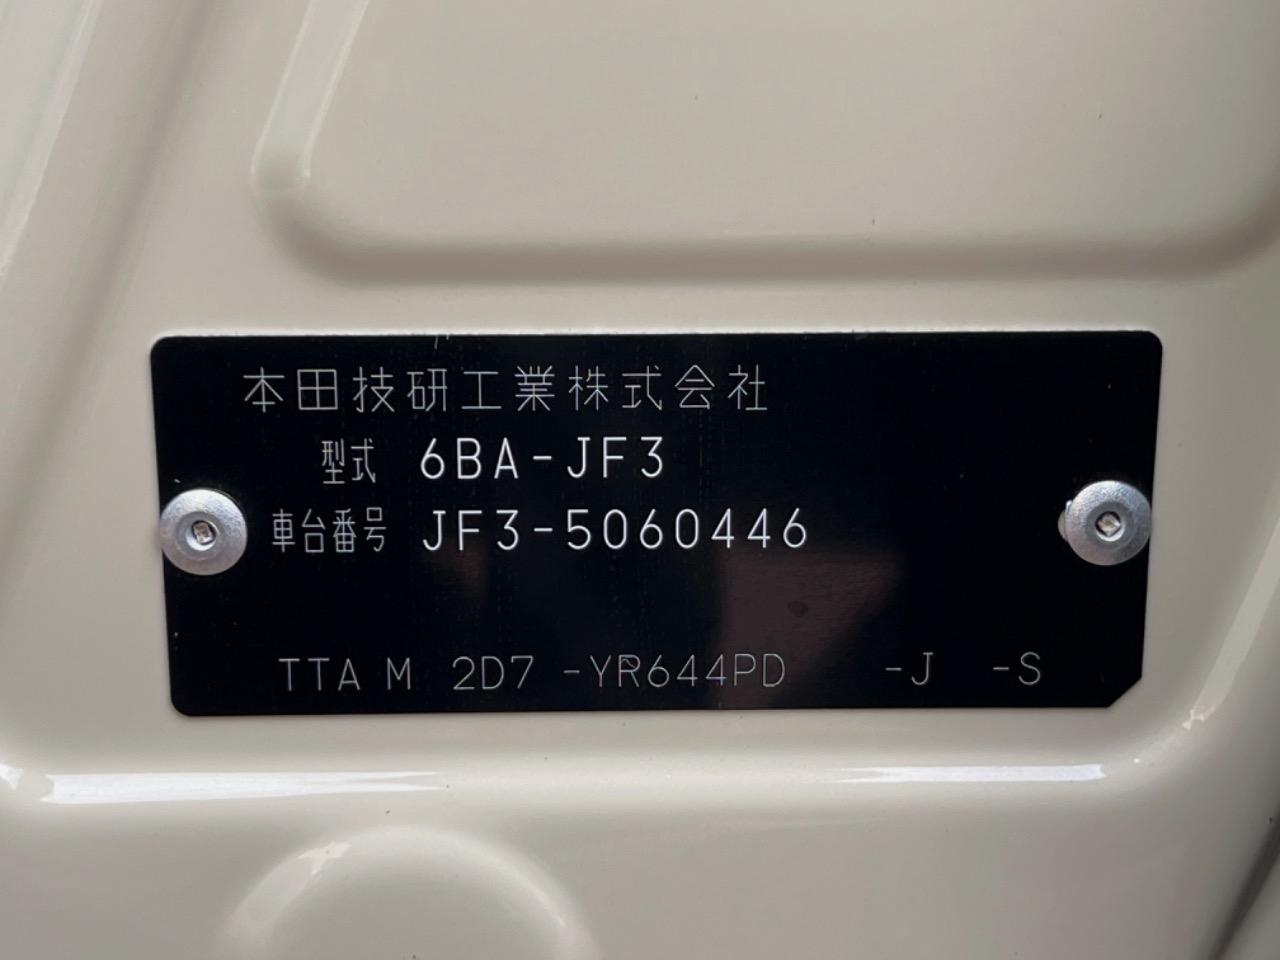 本田技研工業株式会社
型式 6BA-JF3
車台番号 JF3-5060446
TTA M 2D7 -YR644PD -J -S